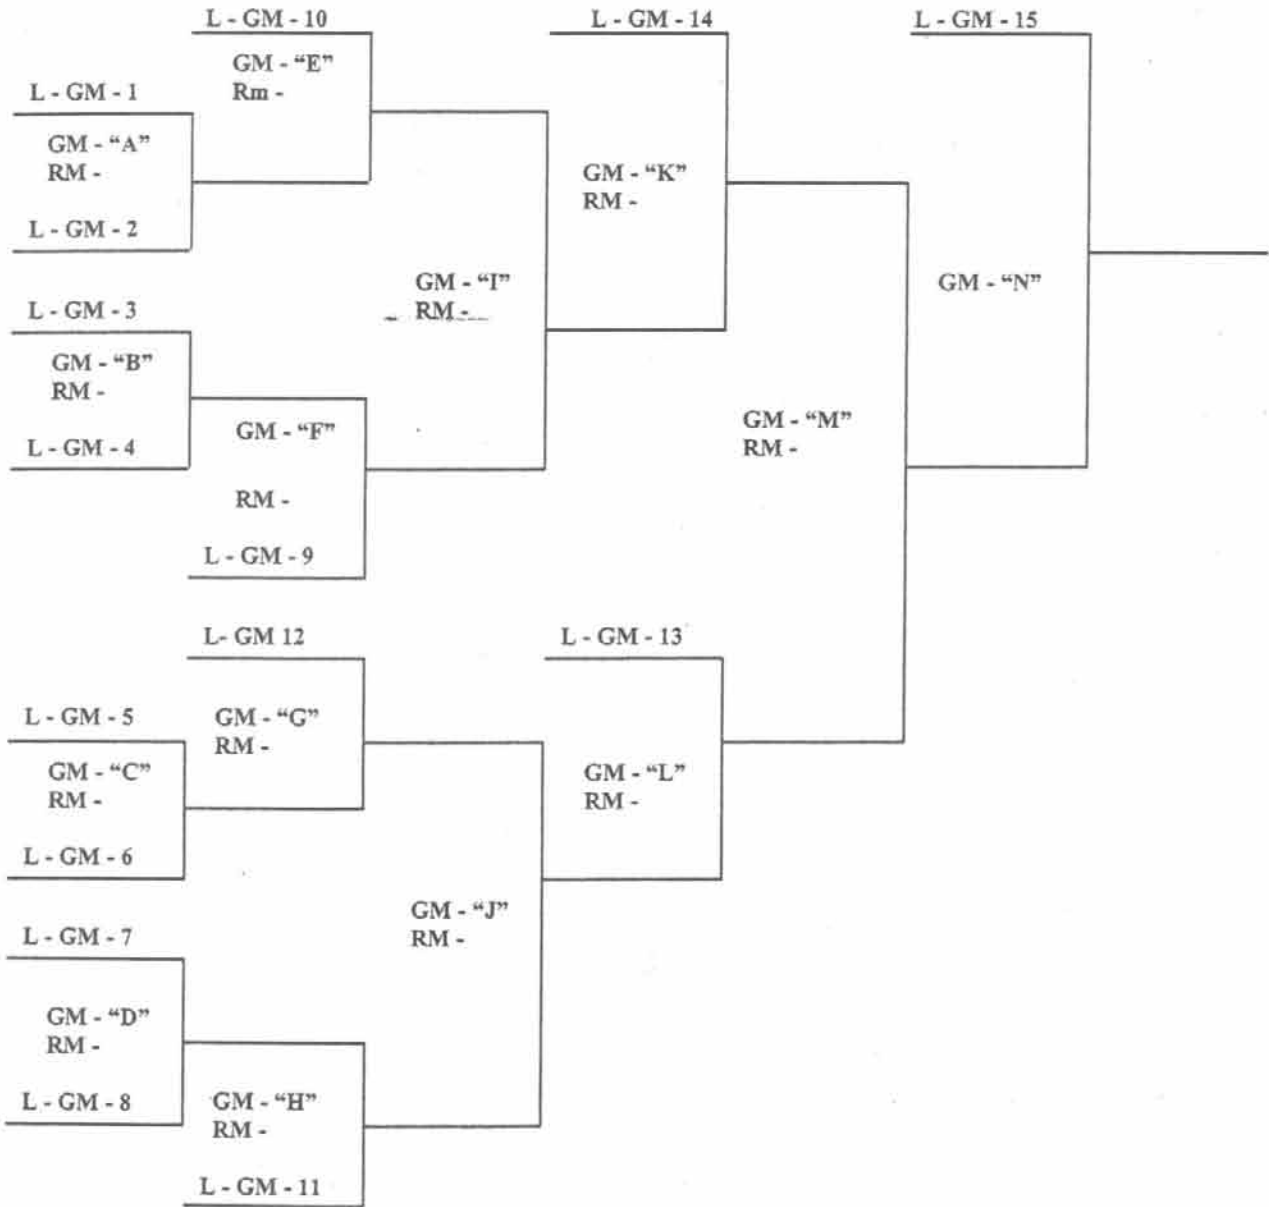 L - GM - 10
L - GM - 14
L - GM - 15
GM - “E”
Rm -
L - GM - 1
GM - “A”
RM -
L - GM - 2
GM - “K”
RM -
GM - “I”
RM -
GM - “N”
L - GM - 3
GM - “B”
RM -
L - GM - 4
GM - “F”
RM -
L - GM - 9
GM - “M”
RM -
L- GM 12
L - GM - 13
L - GM - 5
GM - “G”
RM -
GM - “C”
RM -
L - GM - 6
GM - “L”
RM -
GM - “J”
RM -
L - GM - 7
GM - “D”
RM -
L - GM - 8
GM - “H”
RM -
L - GM - 11